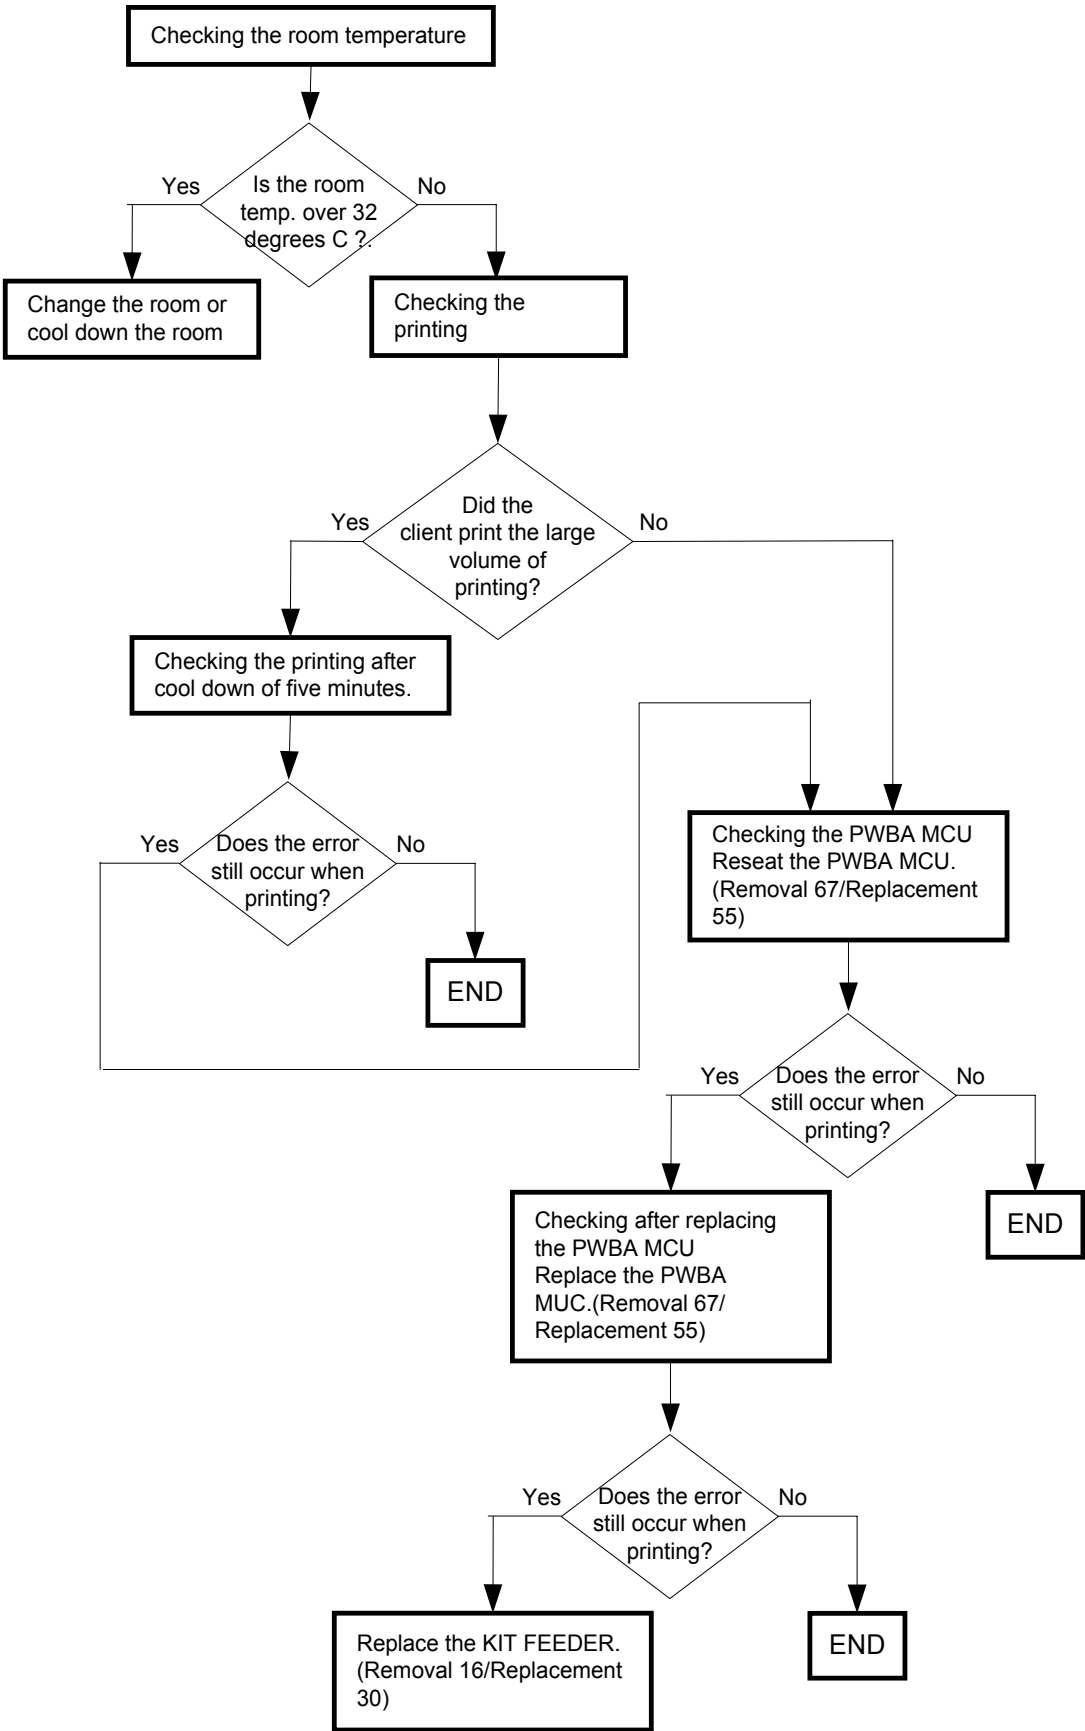 Checking the room temperature
Yes
Is the room
temp. over 32
degrees C ?.
No
Change the room or
cool down the room
Checking the
printing
Yes
Did the
client print the large
volume of
printing?
No
Checking the printing after
cool down of five minutes.
Yes
Does the error
still occur when
printing?
No
END
Checking the PWBA MCU
Reseat the PWBA MCU.
(Removal 67/Replacement
55)
Yes
Does the error
still occur when
printing?
No
END
Checking after replacing
the PWBA MCU
Replace the PWBA
MUC.(Removal 67/
Replacement 55)
Yes
Does the error
still occur when
printing?
No
Replace the KIT FEEDER.
(Removal 16/Replacement
30)
END